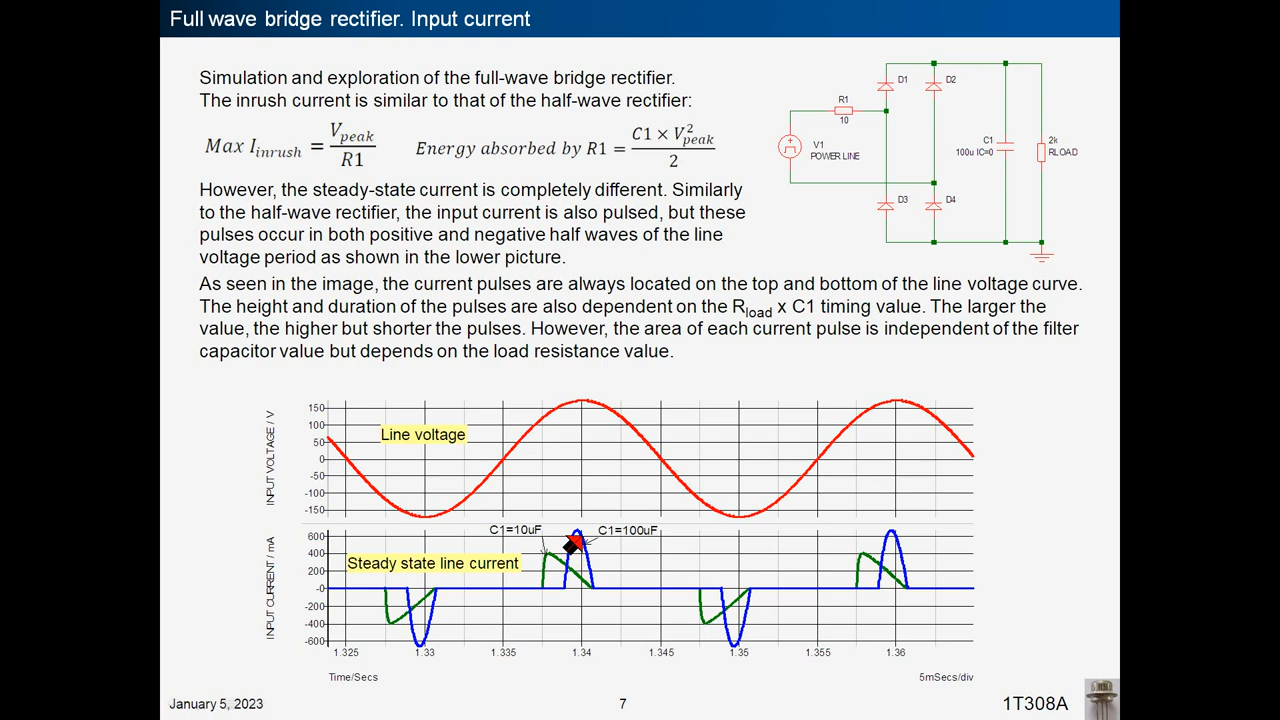 Full wave bridge rectifier. Input current
Simulation and exploration of the full-wave bridge rectifier.
The inrush current is similar to that of the half-wave rectifier:
Max I_inrush = V_peak / R1
Energy absorbed by R1 = C1 × V²_peak / 2
However, the steady-state current is completely different. Similarly
to the half-wave rectifier, the input current is also pulsed, but these
pulses occur in both positive and negative half waves of the line
voltage period as shown in the lower picture.
D1
D2
R1
10
V1
POWER LINE
C1
100u IC=0
2k
RLOAD
D3
D4
As seen in the image, the current pulses are always located on the top and bottom of the line voltage curve.
The height and duration of the pulses are also dependent on the R_load x C1 timing value. The larger the
value, the higher but shorter the pulses. However, the area of each current pulse is independent of the filter
capacitor value but depends on the load resistance value.
INPUT VOLTAGE / V
150
100
50
0
-50
-100
-150
Line voltage
INPUT CURRENT / mA
600
400
200
-0
-200
-400
-600
C1=10uF
C1=100uF
Steady state line current
1.325
1.33
1.335
1.34
1.345
1.35
1.355
1.36
Time/Secs
5mSecs/div
January 5, 2023
7
1T308A